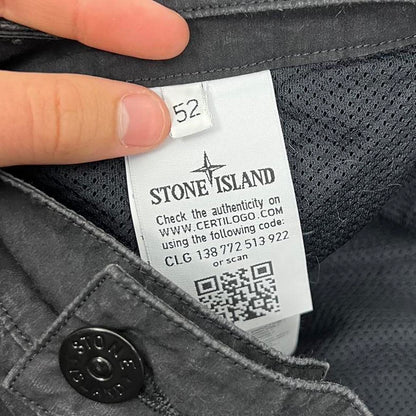 52
STONE ISLAND
Check the authenticity
on WWW.CERTILOGO.COM
using the following code:
CLG 138 772 513 922
or scan
STONE
ISLAND